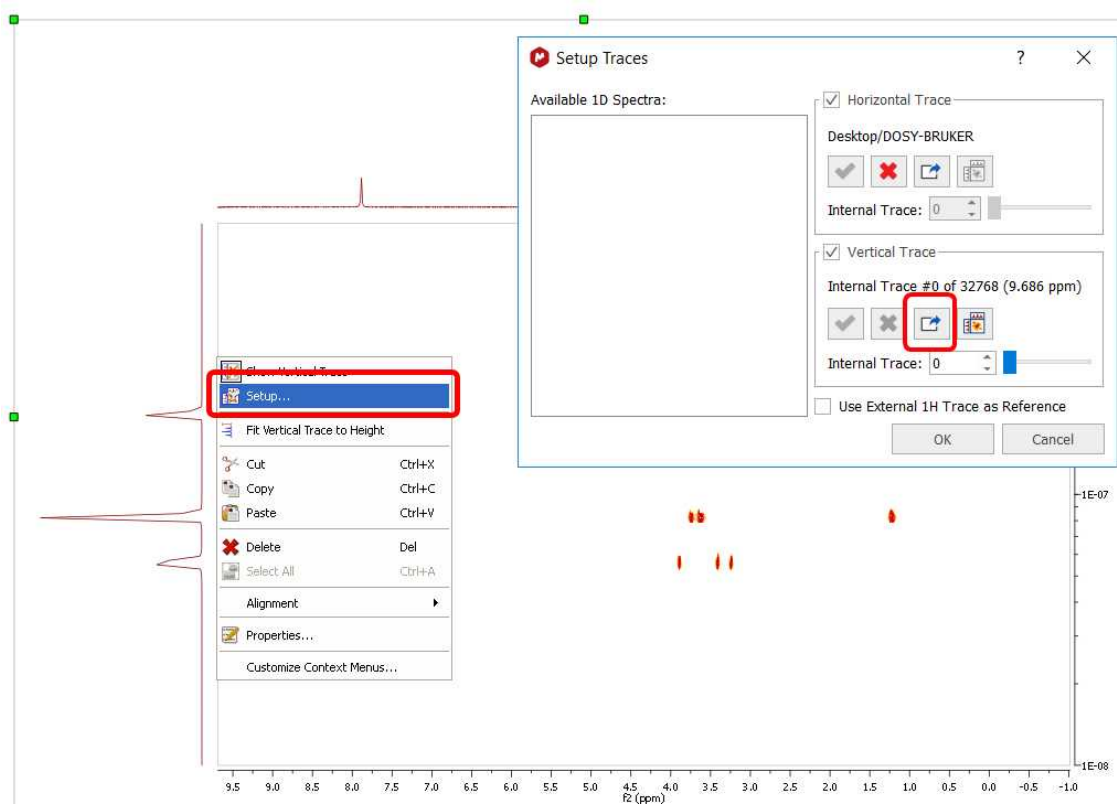 Setup Traces
?
Available 1D Spectra:
Horizontal Trace
Desktop/DOSY-BRUKER
Internal Trace: 0
Vertical Trace
Internal Trace #0 of 32768 (9.686 ppm)
Internal Trace: 0
Use External 1H Trace as Reference
OK Cancel
Show Vertical Trace
Setup...
Fit Vertical Trace to Height
Cut Ctrl+X
Copy Ctrl+C
Paste Ctrl+V
Delete Del
Select All Ctrl+A
Alignment
Properties...
Customize Context Menus...
1E-07
1E-08
9.5 9.0 8.5 8.0 7.5 7.0 6.5 6.0 5.5 5.0 4.5 4.0 3.5 3.0 2.5 2.0 1.5 1.0 0.5 0.0 -0.5 -1.0
f2 (ppm)